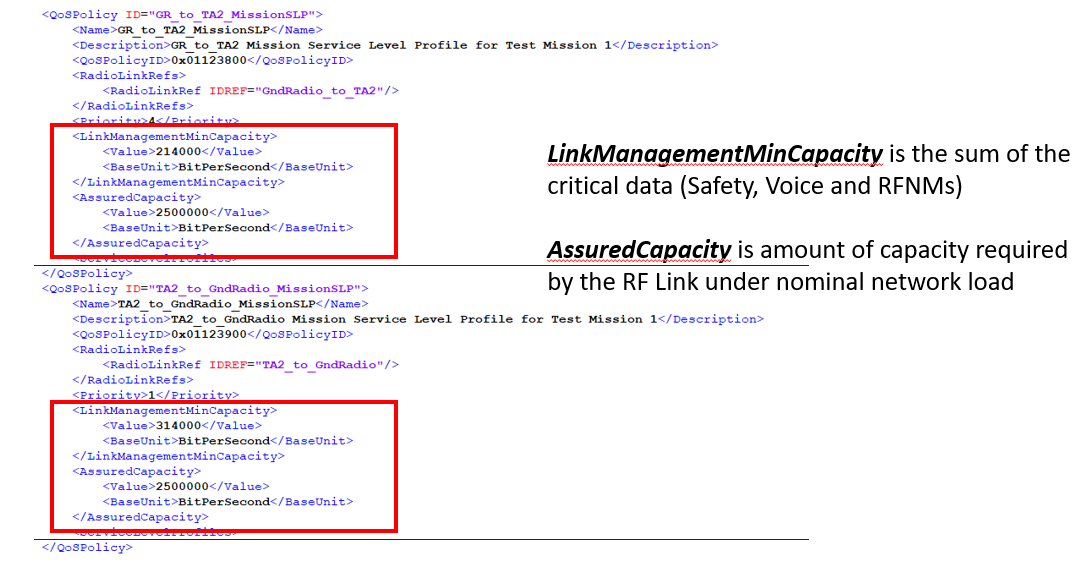 <QoSPolicy ID="GR_to_TA2_MissionSLP">
<Name>GR_to_TA2_MissionSLP</Name>
<Description>GR_to_TA2 Mission Service Level Profile for Test Mission 1</Description>
<QoSPolicyID>0x01123800</QoSPolicyID>
<RadioLinkRefs>
<RadioLinkRef IDREF="GndRadio_to_TA2"/>
</RadioLinkRefs>
<Priority>4</Priority>
<LinkManagementMinCapacity>
<Value>214000</Value>
<BaseUnit>BitPerSecond</BaseUnit>
</LinkManagementMinCapacity>
<AssuredCapacity>
<Value>2500000</Value>
<BaseUnit>BitPerSecond</BaseUnit>
</AssuredCapacity>
<ServiceLevelProfiles>
</QoSPolicy>
<QoSPolicy ID="TA2_to_GndRadio_MissionSLP">
<Name>TA2_to_GndRadio_MissionSLP</Name>
<Description>TA2_to_GndRadio Mission Service Level Profile for Test Mission 1</Description>
<QoSPolicyID>0x01123900</QoSPolicyID>
<RadioLinkRefs>
<RadioLinkRef IDREF="TA2_to_GndRadio"/>
</RadioLinkRefs>
<Priority>1</Priority>
<LinkManagementMinCapacity>
<Value>314000</Value>
<BaseUnit>BitPerSecond</BaseUnit>
</LinkManagementMinCapacity>
<AssuredCapacity>
<Value>2500000</Value>
<BaseUnit>BitPerSecond</BaseUnit>
</AssuredCapacity>
<ServiceLevelProfiles>
</QoSPolicy>
LinkManagementMinCapacity is the sum of the
critical data (Safety, Voice and RFNMs)
AssuredCapacity is amount of capacity required
by the RF Link under nominal network load